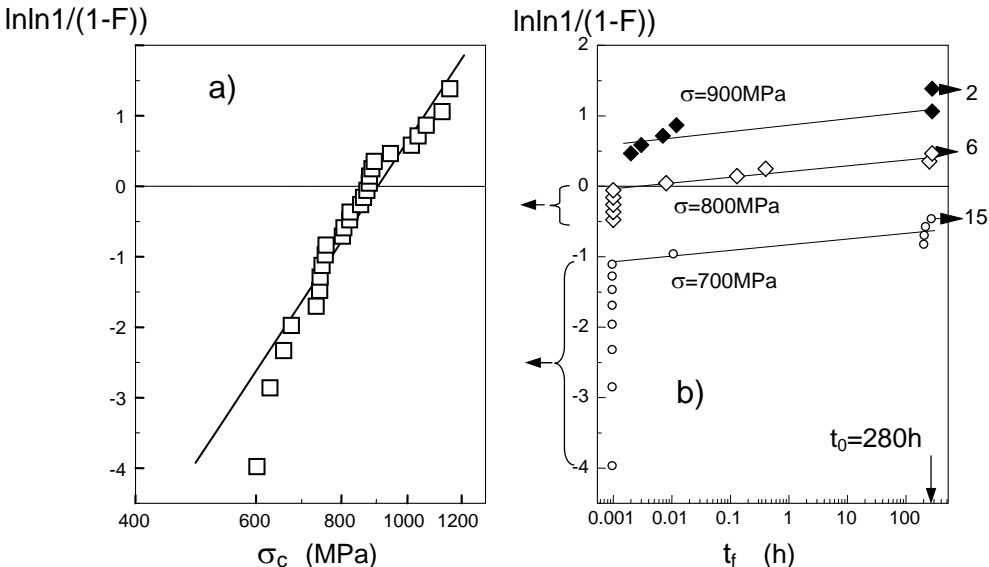 lnln1/(1-F))
a)
1
0
-1
-2
-3
-4
400
600
800
1000
1200
σc (MPa)
lnln1/(1-F))
2
1
0
-1
-2
-3
-4
σ=900MPa
2
6
σ=800MPa
15
σ=700MPa
b)
t0=280h
0.001
0.01
0.1
1
10
100
tf (h)